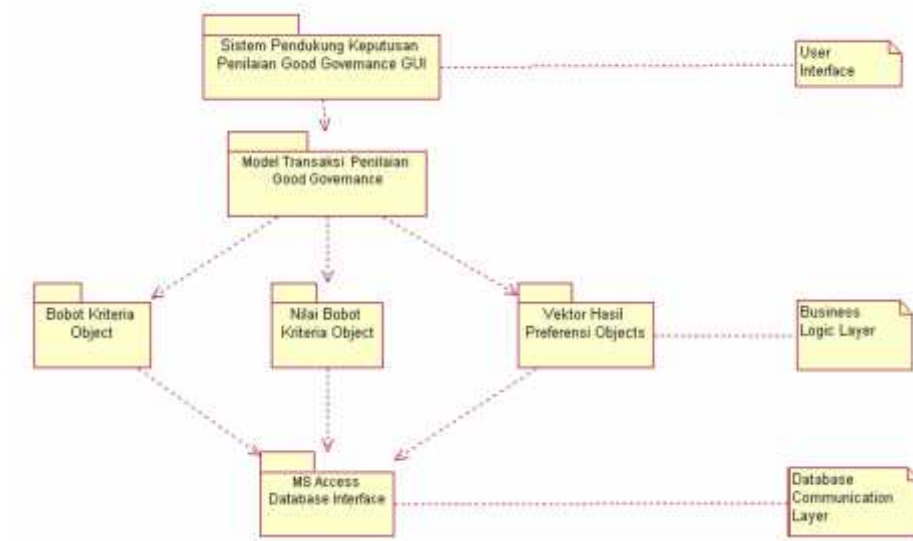 Sistem Pendukung Keputusan
Penilaian Good Governance GUI
User
Interface
Model Transaksi Penilaian
Good Governance
Bobot Kriteria
Object
Nilai Bobot
Kriteria Object
Vektor Hasil
Preferensi Objects
Business
Logic Layer
MS Access
Database Interface
Database
Communication
Layer